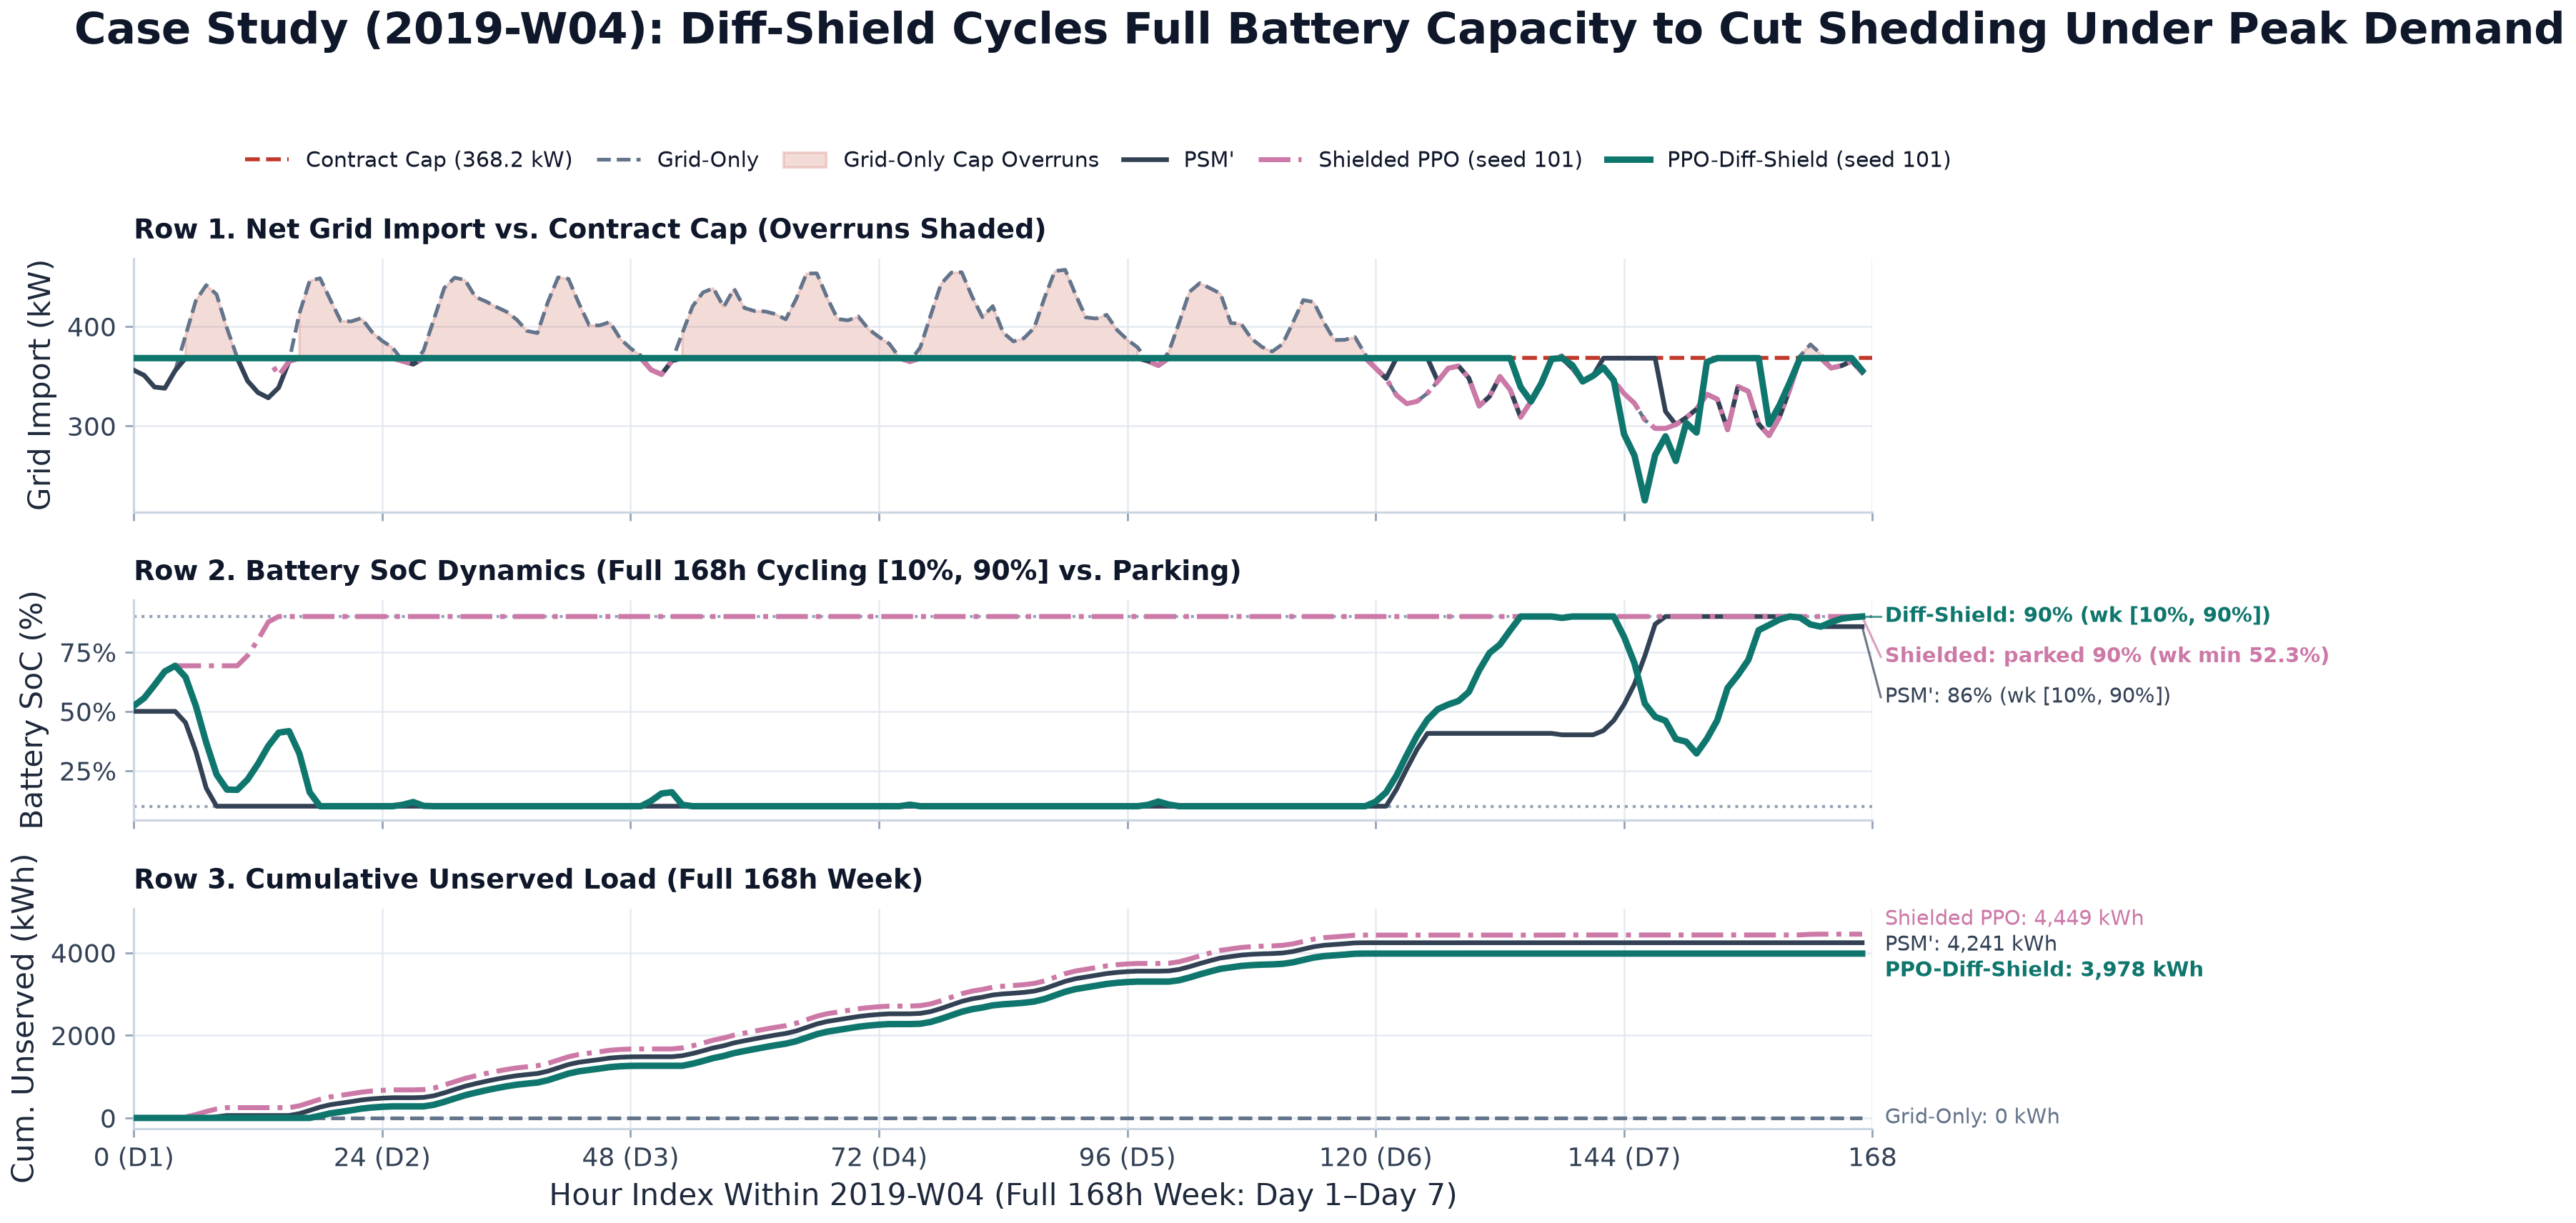 Case Study (2019-W04): Diff-Shield Cycles Full Battery Capacity to Cut Shedding Under Peak Demand
Contract Cap (368.2 kW)
Grid-Only
Grid-Only Cap Overruns
PSM'
Shielded PPO (seed 101)
PPO-Diff-Shield (seed 101)
Row 1. Net Grid Import vs. Contract Cap (Overruns Shaded)
Grid Import (kW)
400
300
Row 2. Battery SoC Dynamics (Full 168h Cycling [10%, 90%] vs. Parking)
Battery SoC (%)
75%
50%
25%
Diff-Shield: 90% (wk [10%, 90%])
Shielded: parked 90% (wk min 52.3%)
PSM': 86% (wk [10%, 90%])
Row 3. Cumulative Unserved Load (Full 168h Week)
Cum. Unserved (kWh)
4000
2000
0
Shielded PPO: 4,449 kWh
PSM': 4,241 kWh
PPO-Diff-Shield: 3,978 kWh
Grid-Only: 0 kWh
0 (D1)
24 (D2)
48 (D3)
72 (D4)
96 (D5)
120 (D6)
144 (D7)
168
Hour Index Within 2019-W04 (Full 168h Week: Day 1–Day 7)